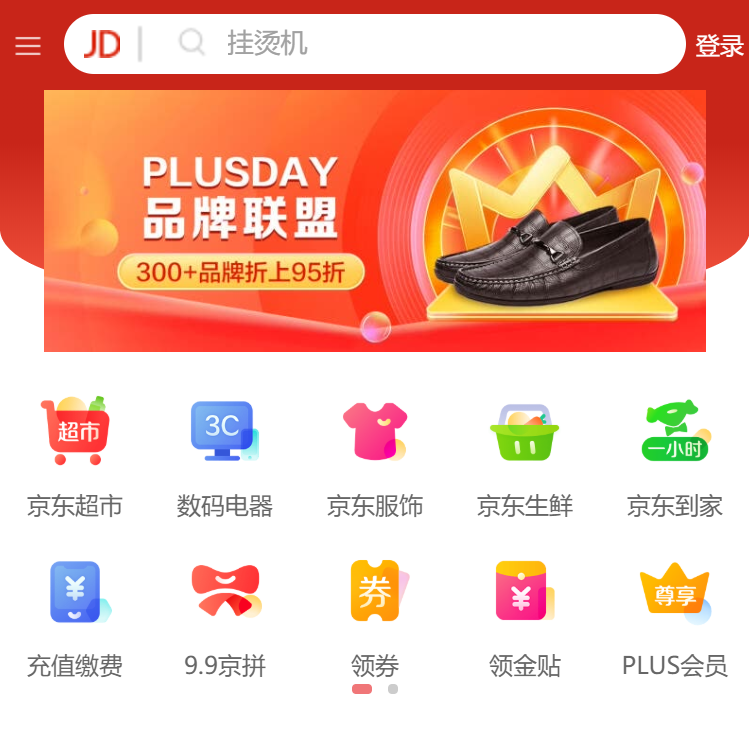 JD 挂烫机 登录
PLUSDAY
品牌联盟
300+品牌折上95折
超市 3C 一小时
京东超市 数码电器 京东服饰 京东生鲜 京东到家
¥ 券 ¥ 尊享
充值缴费 9.9京拼 领券 领金贴 PLUS会员